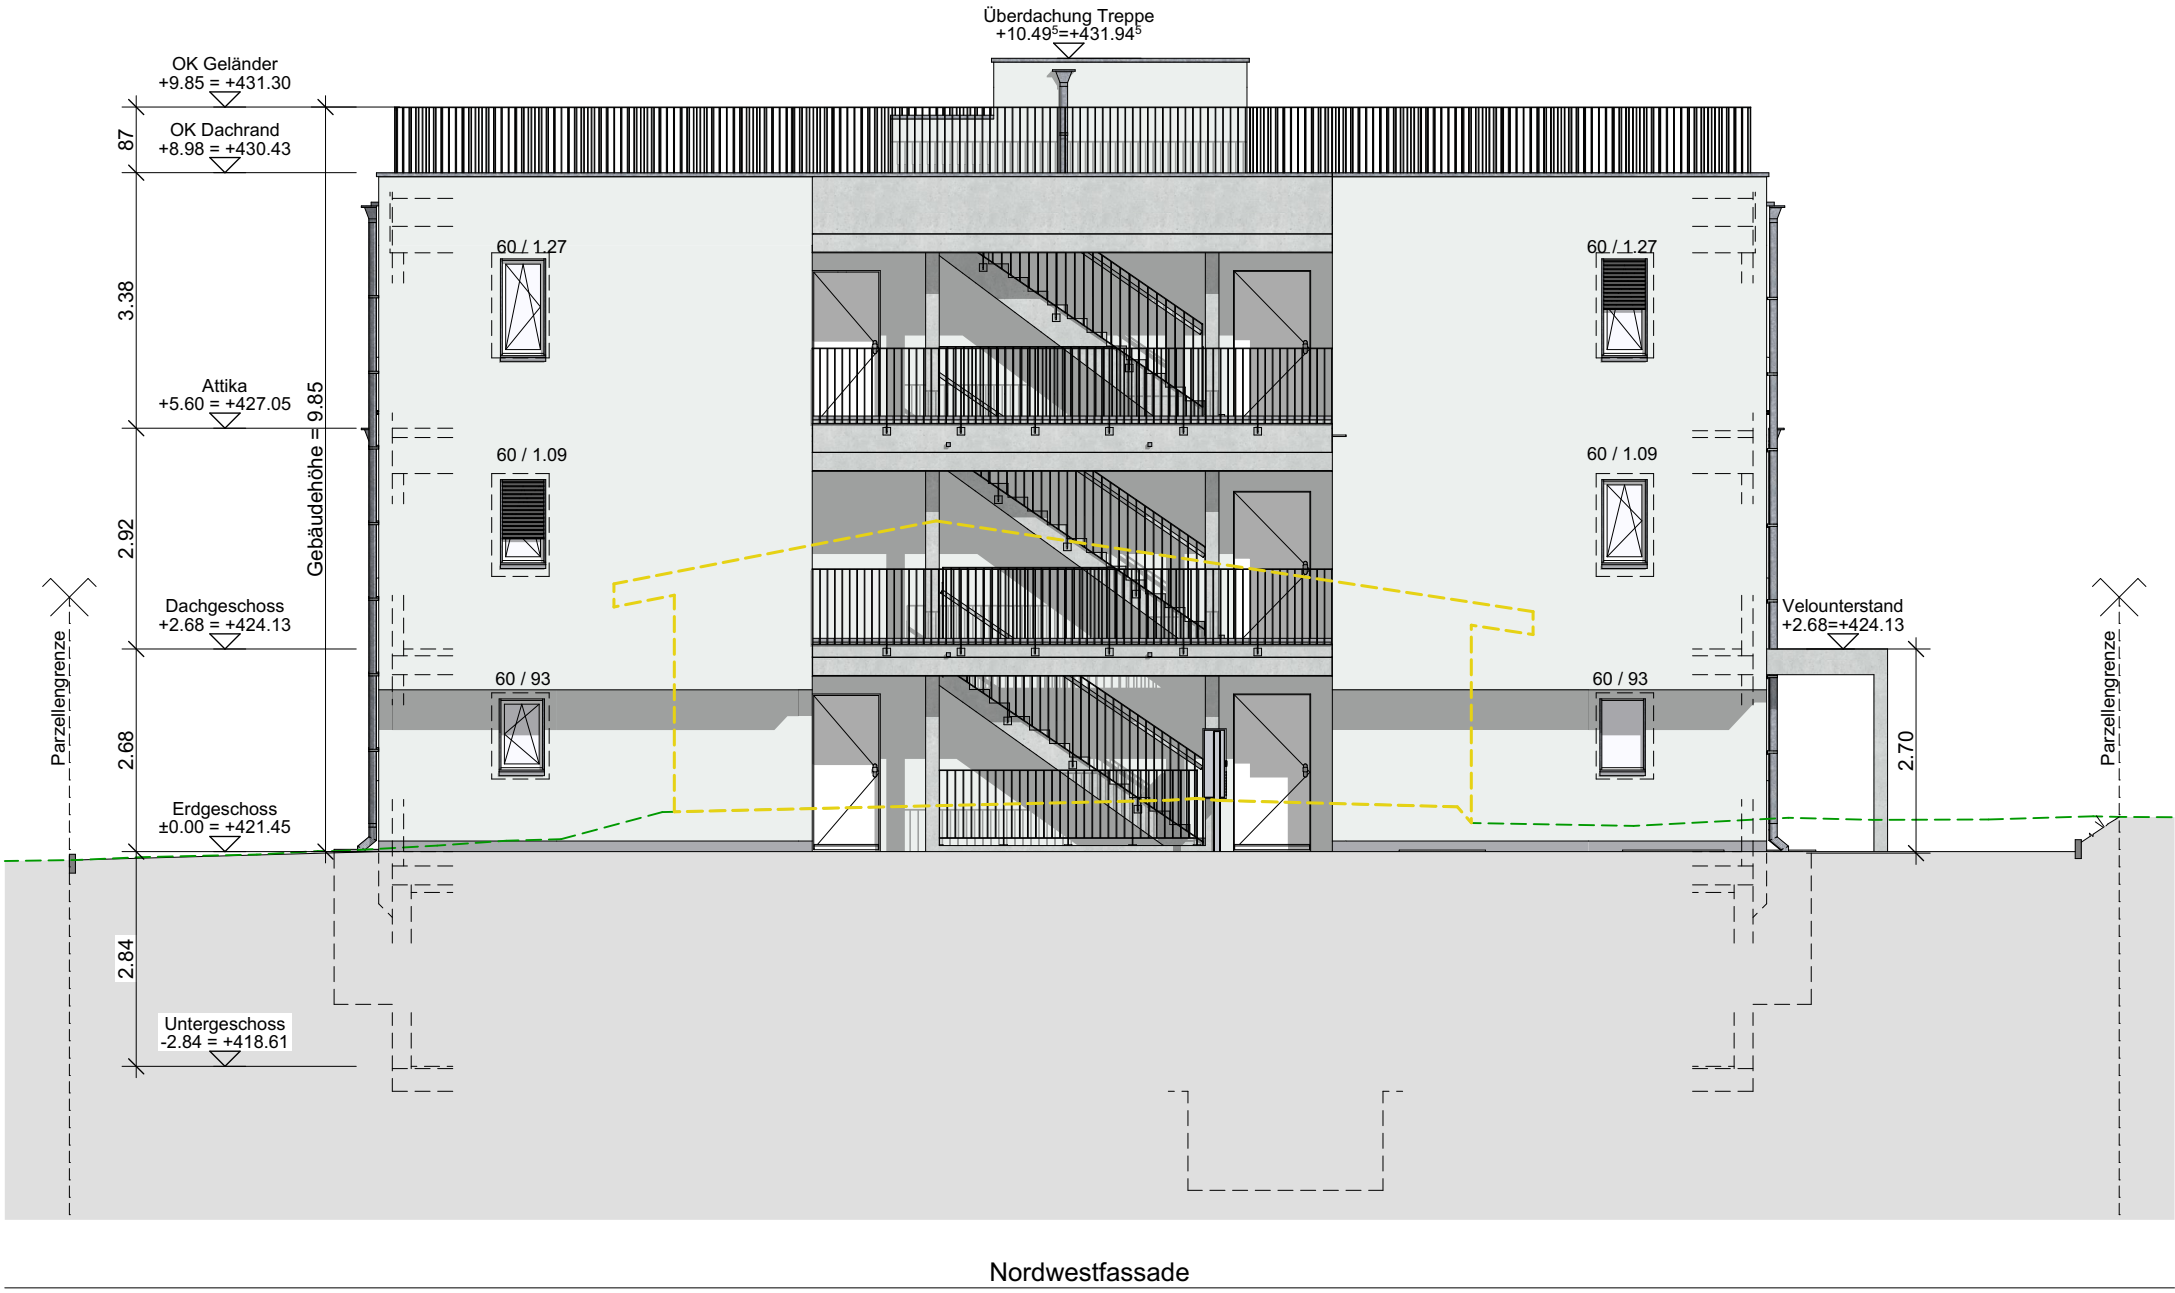 Überdachung Treppe
+10.49⁵=+431.94⁵
OK Geländer
+9.85 = +431.30
87
OK Dachrand
+8.98 = +430.43
60 / 1.27
60 / 1.27
3.38
Attika
+5.60 = +427.05
Gebäudehöhe = 9.85
60 / 1.09
60 / 1.09
2.92
Dachgeschoss
+2.68 = +424.13
Velounterstand
+2.68=+424.13
Parzellengrenze
Parzellengrenze
60 / 93
60 / 93
2.68
2.70
Erdgeschoss
±0.00 = +421.45
2.84
Untergeschoss
-2.84 = +418.61
Nordwestfassade